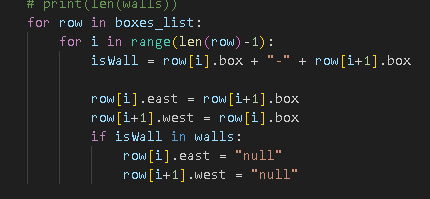 # print(len(walls))
for row in boxes_list:
    for i in range(len(row)-1):
        isWall = row[i].box + "-" + row[i+1].box

        row[i].east = row[i+1].box
        row[i+1].west = row[i].box
        if isWall in walls:
            row[i].east = "null"
            row[i+1].west = "null"